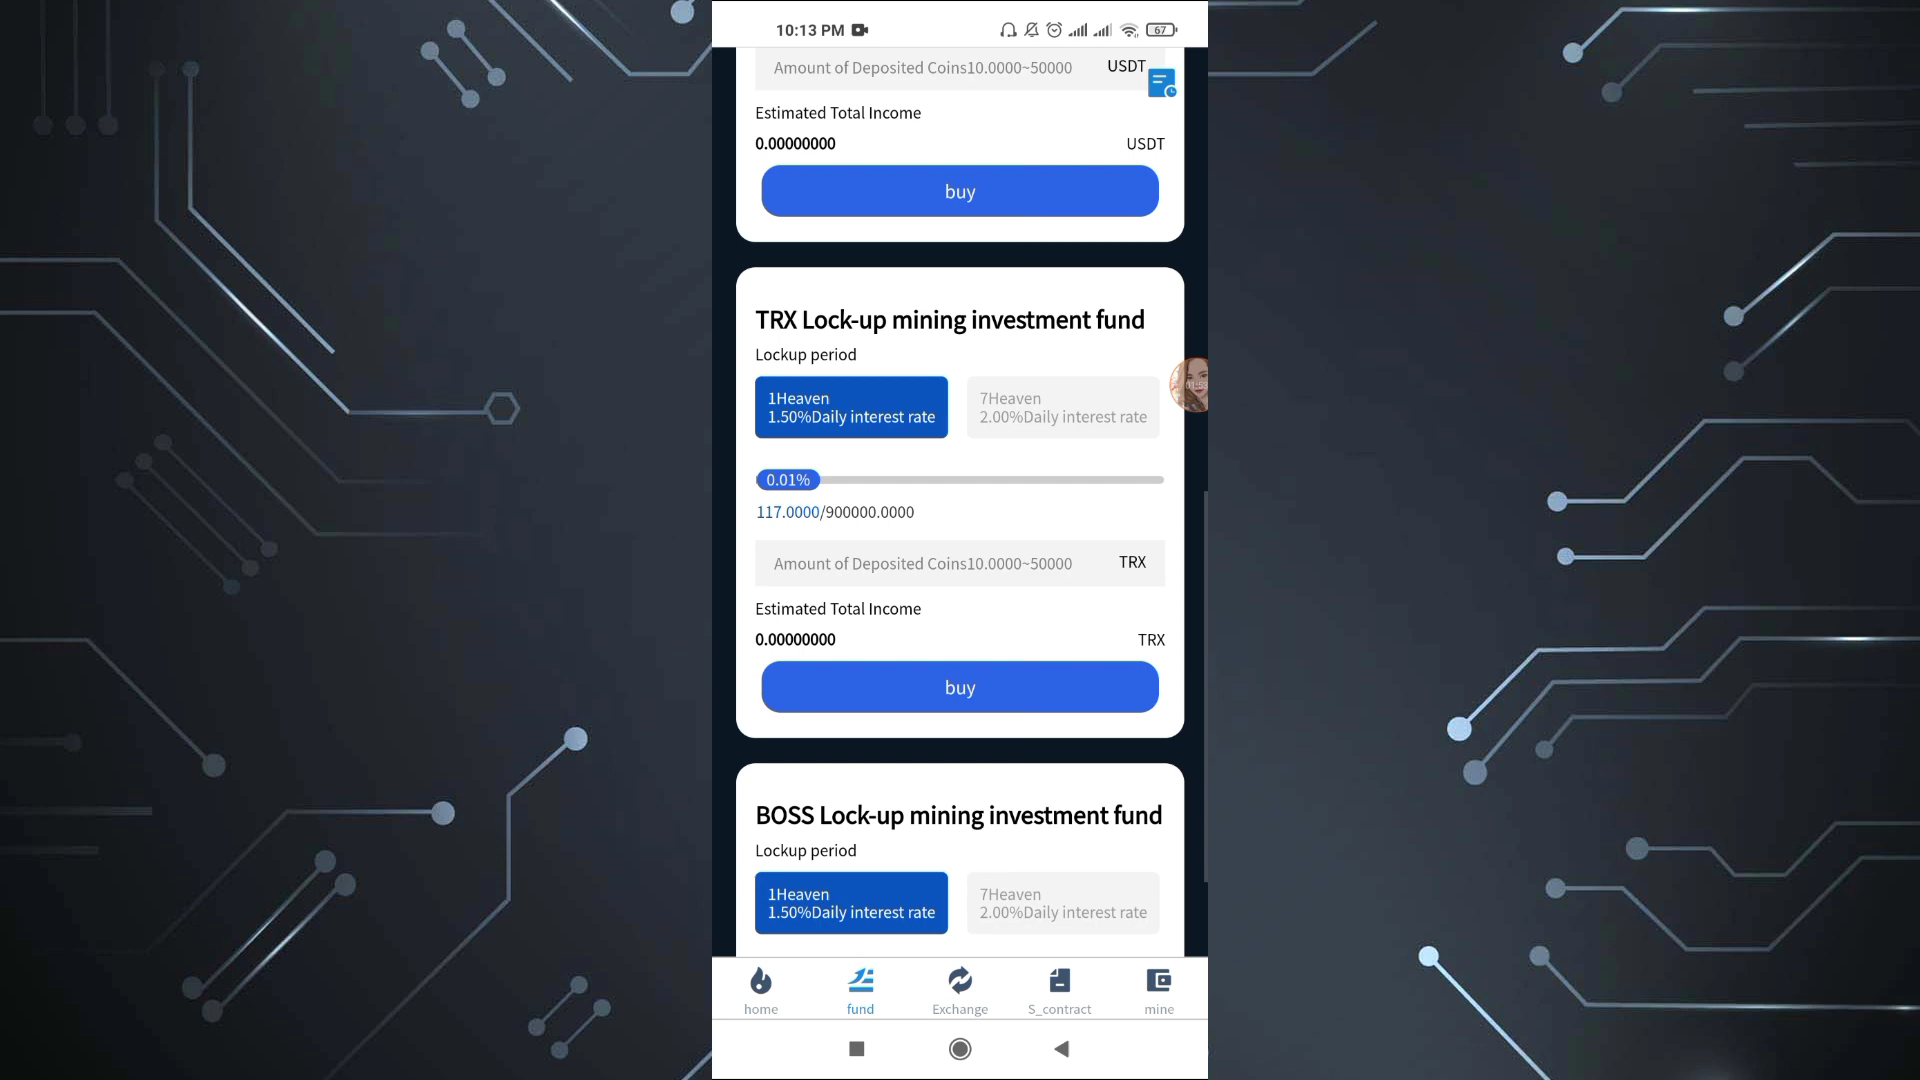 10:13 PM
67
Amount of Deposited Coins10.0000~50000 USDT
Estimated Total Income
0.00000000 USDT
buy
TRX Lock-up mining investment fund
Lockup period
1Heaven
1.50%Daily interest rate
7Heaven
2.00%Daily interest rate
01:53
0.01%
117.0000/900000.0000
Amount of Deposited Coins10.0000~50000 TRX
Estimated Total Income
0.00000000 TRX
buy
BOSS Lock-up mining investment fund
Lockup period
1Heaven
1.50%Daily interest rate
7Heaven
2.00%Daily interest rate
home
fund
Exchange
S_contract
mine